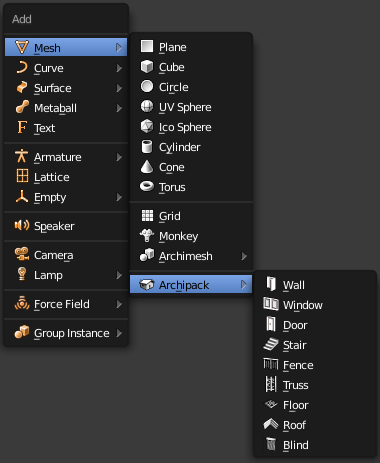 Add
Mesh
Curve
Surface
Metaball
Text
Armature
Lattice
Empty
Speaker
Camera
Lamp
Force Field
Group Instance
Plane
Cube
Circle
UV Sphere
Ico Sphere
Cylinder
Cone
Torus
Grid
Monkey
Archimesh
Archipack
Wall
Window
Door
Stair
Fence
Truss
Floor
Roof
Blind